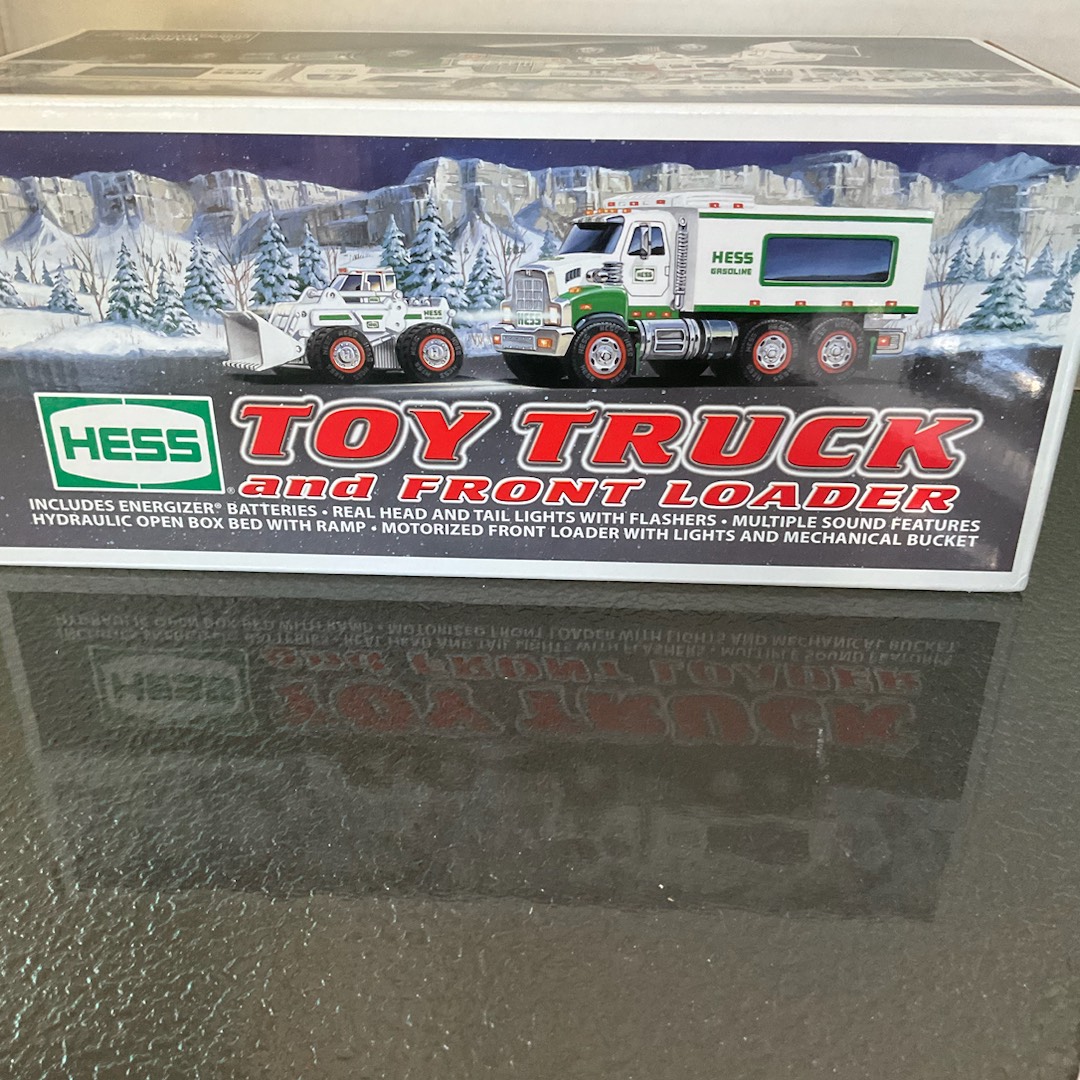 HESS
HESS
GASOLINE
HESS
HESS
HESS
TOY TRUCK
and FRONT LOADER
INCLUDES ENERGIZER® BATTERIES • REAL HEAD AND TAIL LIGHTS WITH FLASHERS • MULTIPLE SOUND FEATURES
HYDRAULIC OPEN BOX BED WITH RAMP • MOTORIZED FRONT LOADER WITH LIGHTS AND MECHANICAL BUCKET